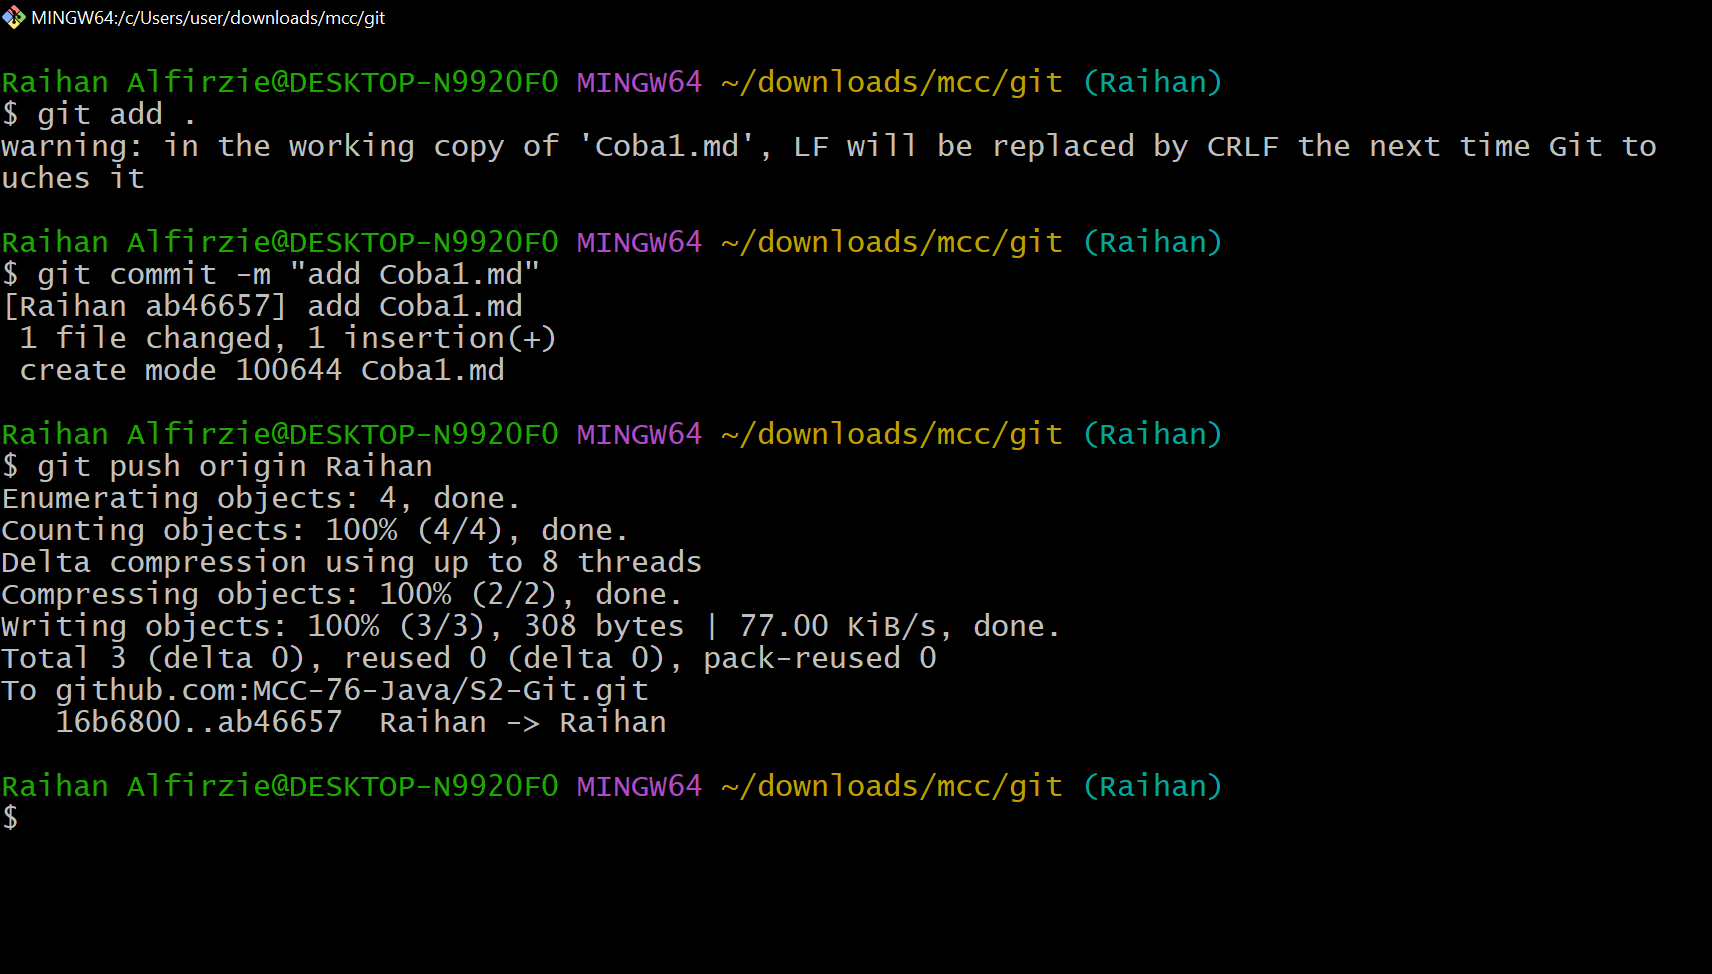 MINGW64:/c/Users/user/downloads/mcc/git
Raihan Alfirzie@DESKTOP-N9920F0 MINGW64 ~/downloads/mcc/git (Raihan)
$ git add .
warning: in the working copy of 'Coba1.md', LF will be replaced by CRLF the next time Git to
uches it
Raihan Alfirzie@DESKTOP-N9920F0 MINGW64 ~/downloads/mcc/git (Raihan)
$ git commit -m "add Coba1.md"
[Raihan ab46657] add Coba1.md
 1 file changed, 1 insertion(+)
 create mode 100644 Coba1.md
Raihan Alfirzie@DESKTOP-N9920F0 MINGW64 ~/downloads/mcc/git (Raihan)
$ git push origin Raihan
Enumerating objects: 4, done.
Counting objects: 100% (4/4), done.
Delta compression using up to 8 threads
Compressing objects: 100% (2/2), done.
Writing objects: 100% (3/3), 308 bytes | 77.00 KiB/s, done.
Total 3 (delta 0), reused 0 (delta 0), pack-reused 0
To github.com:MCC-76-Java/S2-Git.git
   16b6800..ab46657  Raihan -> Raihan
Raihan Alfirzie@DESKTOP-N9920F0 MINGW64 ~/downloads/mcc/git (Raihan)
$